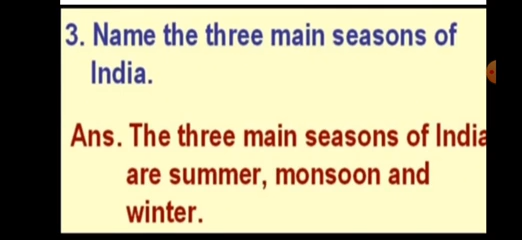 3. Name the three main seasons of
India.
Ans. The three main seasons of India
are summer, monsoon and
winter.